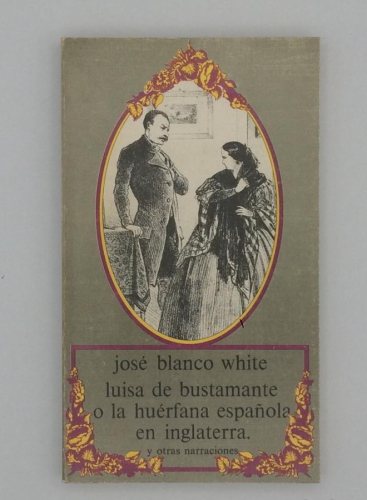 josé blanco white
luisa de bustamante
o la huérfana española
en inglaterra.
y otras narraciones